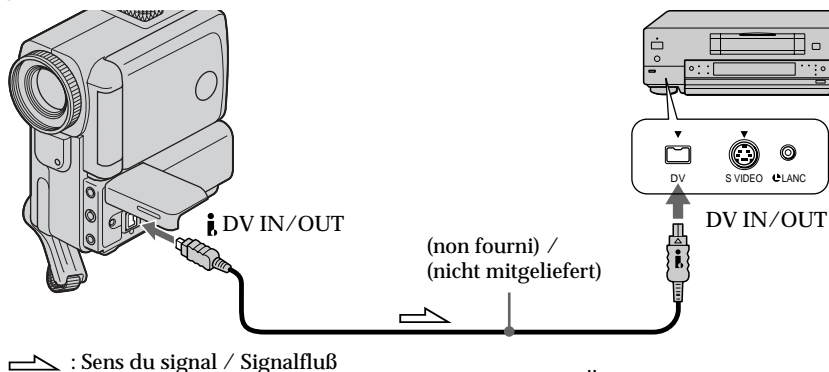 DV
S VIDEO
LANC
i DV IN/OUT
DV IN/OUT
(non fourni) /
(nicht mitgeliefert)
i
: Sens du signal / Signalfluß